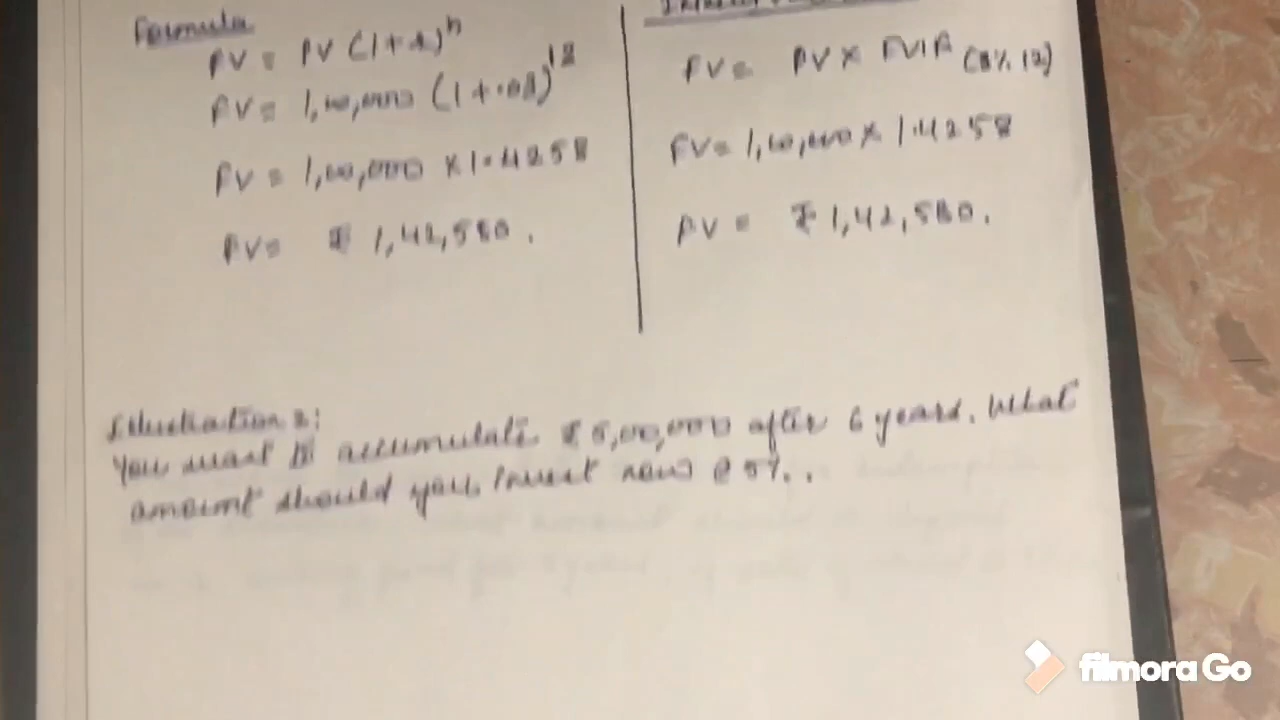 Formula
FV = PV (1+r)^n
FV = 1,00,000 (1+.03)^12
FV = 1,00,000 × 1.4258
FV = ₹ 1,42,580.
FV = PV × FVIF (3% 12)
FV = 1,00,000 × 1.4258
FV = ₹ 1,42,580.
Illustration 2:
You want to accumulate ₹ 5,00,000 after 6 years. What
amount should you invest now @ 5%.
filmora Go